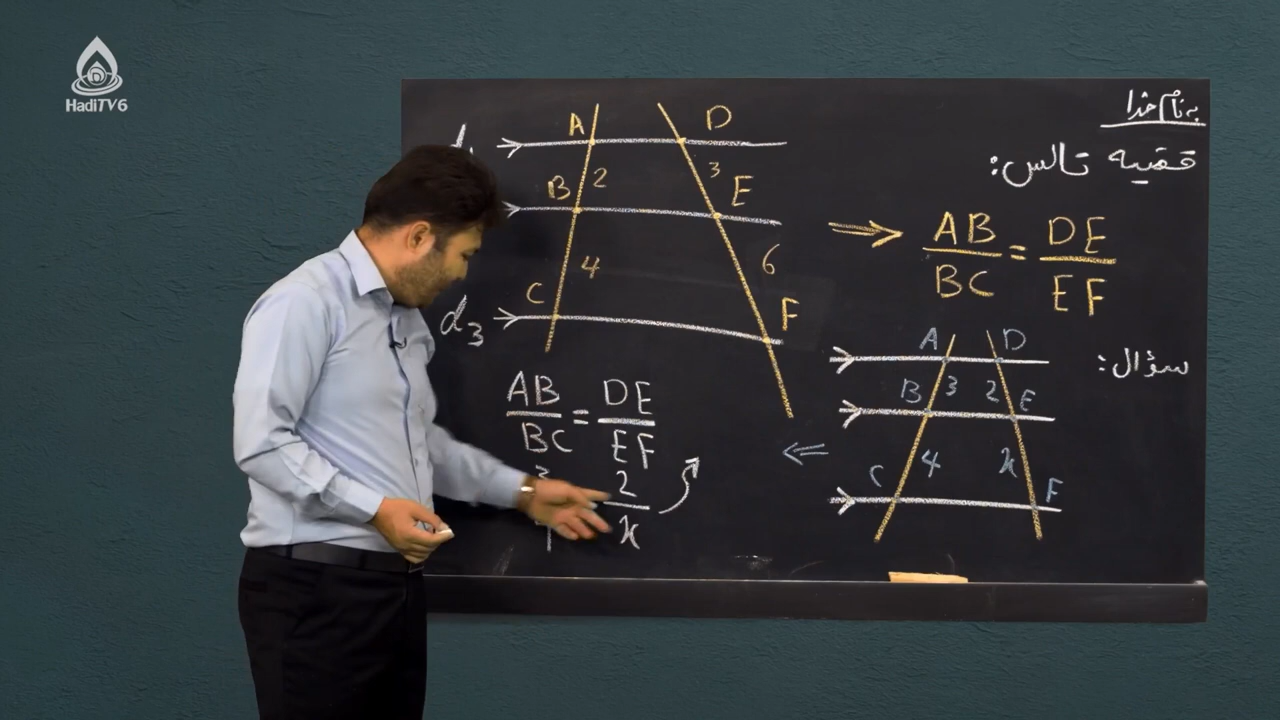 HadiTV6
به نام خدا
قضیه تالس:
A D
2 3
B E
4 6
C F
d3
⇒ AB/BC = DE/EF
سؤال:
A D
B 3 2 E
C 4 x F
⇐
AB/BC = DE/EF
2/x